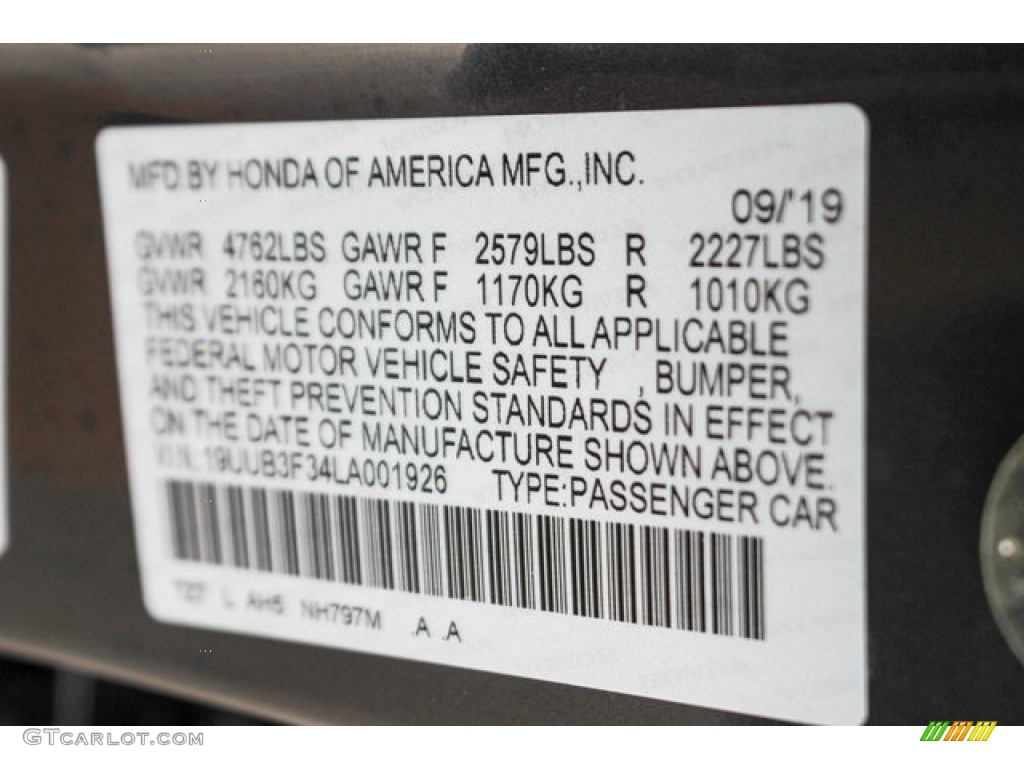 MFD.BY HONDA OF AMERICA MFG.,INC.
09/'19
GVWR 4762LBS GAWR F 2579LBS R 2227LBS
GVWR 2160KG GAWR F 1170KG R 1010KG
THIS VEHICLE CONFORMS TO ALL APPLICABLE
FEDERAL MOTOR VEHICLE SAFETY , BUMPER,
AND THEFT PREVENTION STANDARDS IN EFFECT
ON THE DATE OF MANUFACTURE SHOWN ABOVE.
VIN:19UUB3F34LA001926 TYPE:PASSENGER CAR
L AH5 NH797M .A .A
GTCARLOT.COM